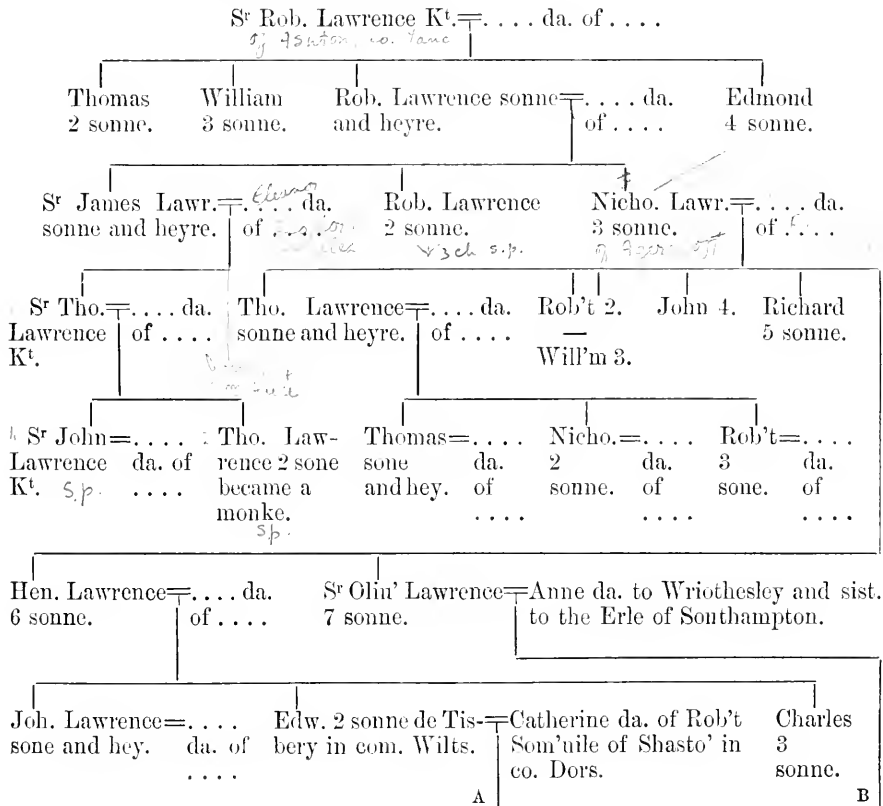 Sʳ Rob. Lawrence Kᵗ.=. . . . da. of . . . .
of Ashton, co. Lanc
Thomas William Rob. Lawrence sonne=. . . . da. Edmond
2 sonne. 3 sonne. and heyre. of . . . . 4 sonne.
Sʳ James Lawr.=. . . . da. Rob. Lawrence Nicho. Lawr.=. . . . da.
Eleanor
sonne and heyre. of . . . . 2 sonne. 3 sonne. of . . . .
s.p. of
Sʳ Tho.=. . . . da. Tho. Lawrence=. . . . da. Rob't 2. John 4. Richard
Lawrence of . . . . sonne and heyre. of . . . . — 5 sonne.
Kᵗ. Will'm 3.
Sʳ John=. . . . Tho. Law- Thomas=. . . . Nicho.=. . . . Rob't=. . . .
Lawrence da. of rence 2 sone sone da. 2 da. 3 da.
Kᵗ. s.p. . . . . became a and hey. of sonne. of sone. of
monke. . . . . . . . . . . . .
sp.
Hen. Lawrence=. . . . da. Sʳ Oliu' Lawrence=Anne da. to Wriothesley and sist.
6 sonne. of . . . . 7 sonne. to the Erle of Southampton.
Joh. Lawrence=. . . . Edw. 2 sonne de Tis-=Catherine da. of Rob't Charles
sone and hey. da. of bery in com. Wilts. Som'uile of Shasto' in 3
. . . . co. Dors. sonne.
A B